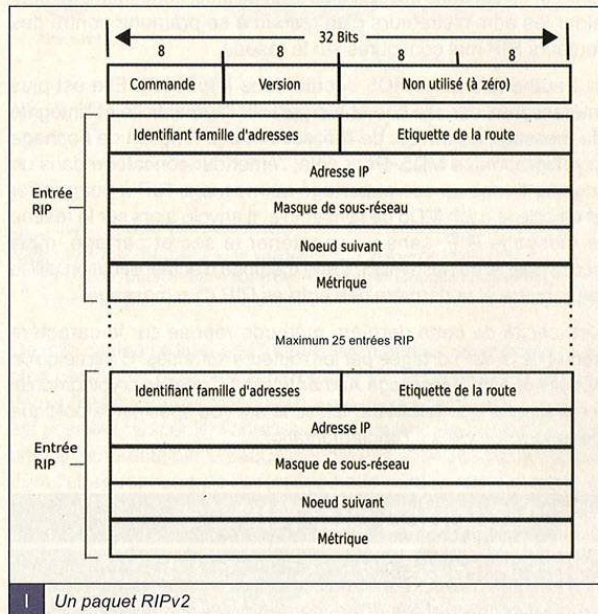 32 Bits
8 8 8 8
Commande Version Non utilisé (à zéro)
Identifiant famille d'adresses Etiquette de la route
Adresse IP
Entrée RIP
Masque de sous-réseau
Noeud suivant
Métrique
Maximum 25 entrées RIP
Identifiant famille d'adresses Etiquette de la route
Adresse IP
Entrée RIP
Masque de sous-réseau
Noeud suivant
Métrique
1 Un paquet RIPv2